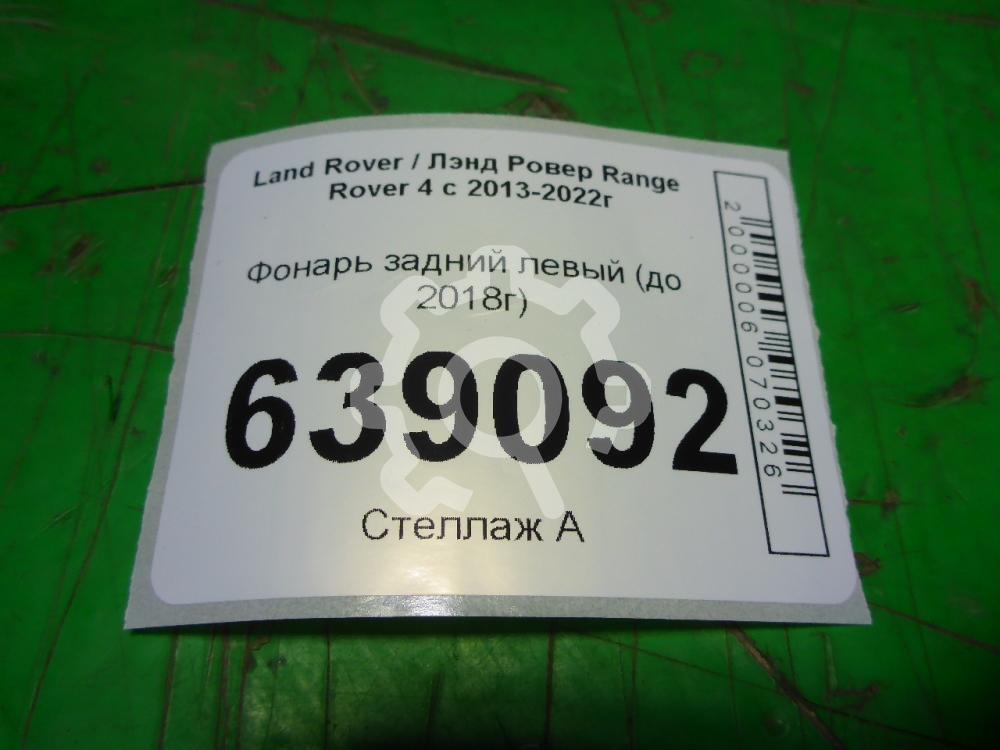 Land Rover / Лэнд Ровер Range
Rover 4 с 2013-2022г
Фонарь задний левый (до
2018г)
639092
Стеллаж А
2000006070326